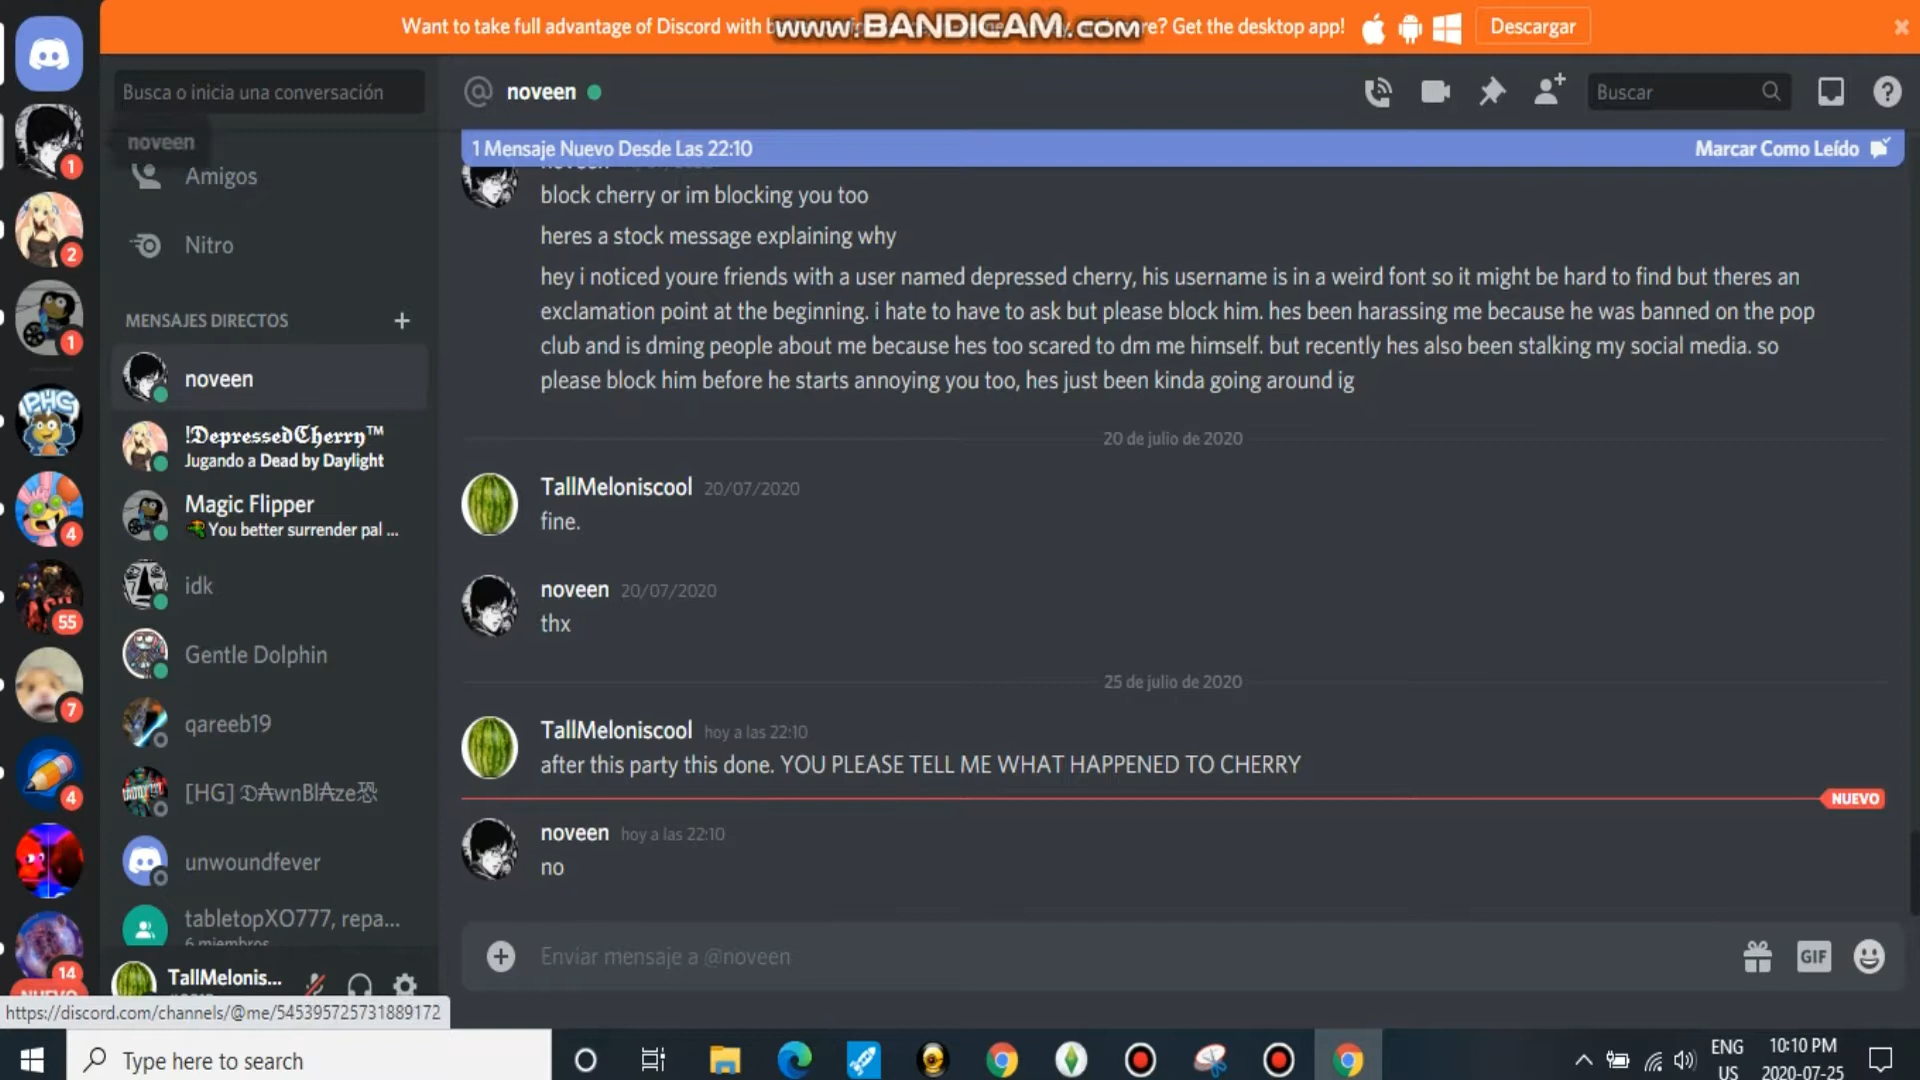 Want to take full advantage of Discord with b
www.BANDICAM.com
re? Get the desktop app!
Descargar
Busca o inicia una conversación
noveen
Amigos
Nitro
MENSAJES DIRECTOS
noveen
!𝕯𝖊𝖕𝖗𝖊𝖘𝖘𝖊𝖉𝕮𝖍𝖊𝖗𝖗𝖞™
Jugando a Dead by Daylight
Magic Flipper
You better surrender pal ...
idk
Gentle Dolphin
qareeb19
[HG] 𝔇₳wnBl₳ze恐
unwoundfever
tabletopXO777, repa...
6 miembros
TallMelonis...
https://discord.com/channels/@me/545395725731889172
1
2
1
PHG
4
55
7
4
14
NUEVO
noveen
Buscar
1 Mensaje Nuevo Desde Las 22:10
Marcar Como Leído
block cherry or im blocking you too
heres a stock message explaining why
hey i noticed youre friends with a user named depressed cherry, his username is in a weird font so it might be hard to find but theres an
exclamation point at the beginning. i hate to have to ask but please block him. hes been harassing me because he was banned on the pop
club and is dming people about me because hes too scared to dm me himself. but recently hes also been stalking my social media. so
please block him before he starts annoying you too, hes just been kinda going around ig
20 de julio de 2020
TallMeloniscool 20/07/2020
fine.
noveen 20/07/2020
thx
25 de julio de 2020
TallMeloniscool hoy a las 22:10
after this party this done. YOU PLEASE TELL ME WHAT HAPPENED TO CHERRY
NUEVO
noveen hoy a las 22:10
no
Enviar mensaje a @noveen
GIF
Type here to search
ENG
US
10:10 PM
2020-07-25